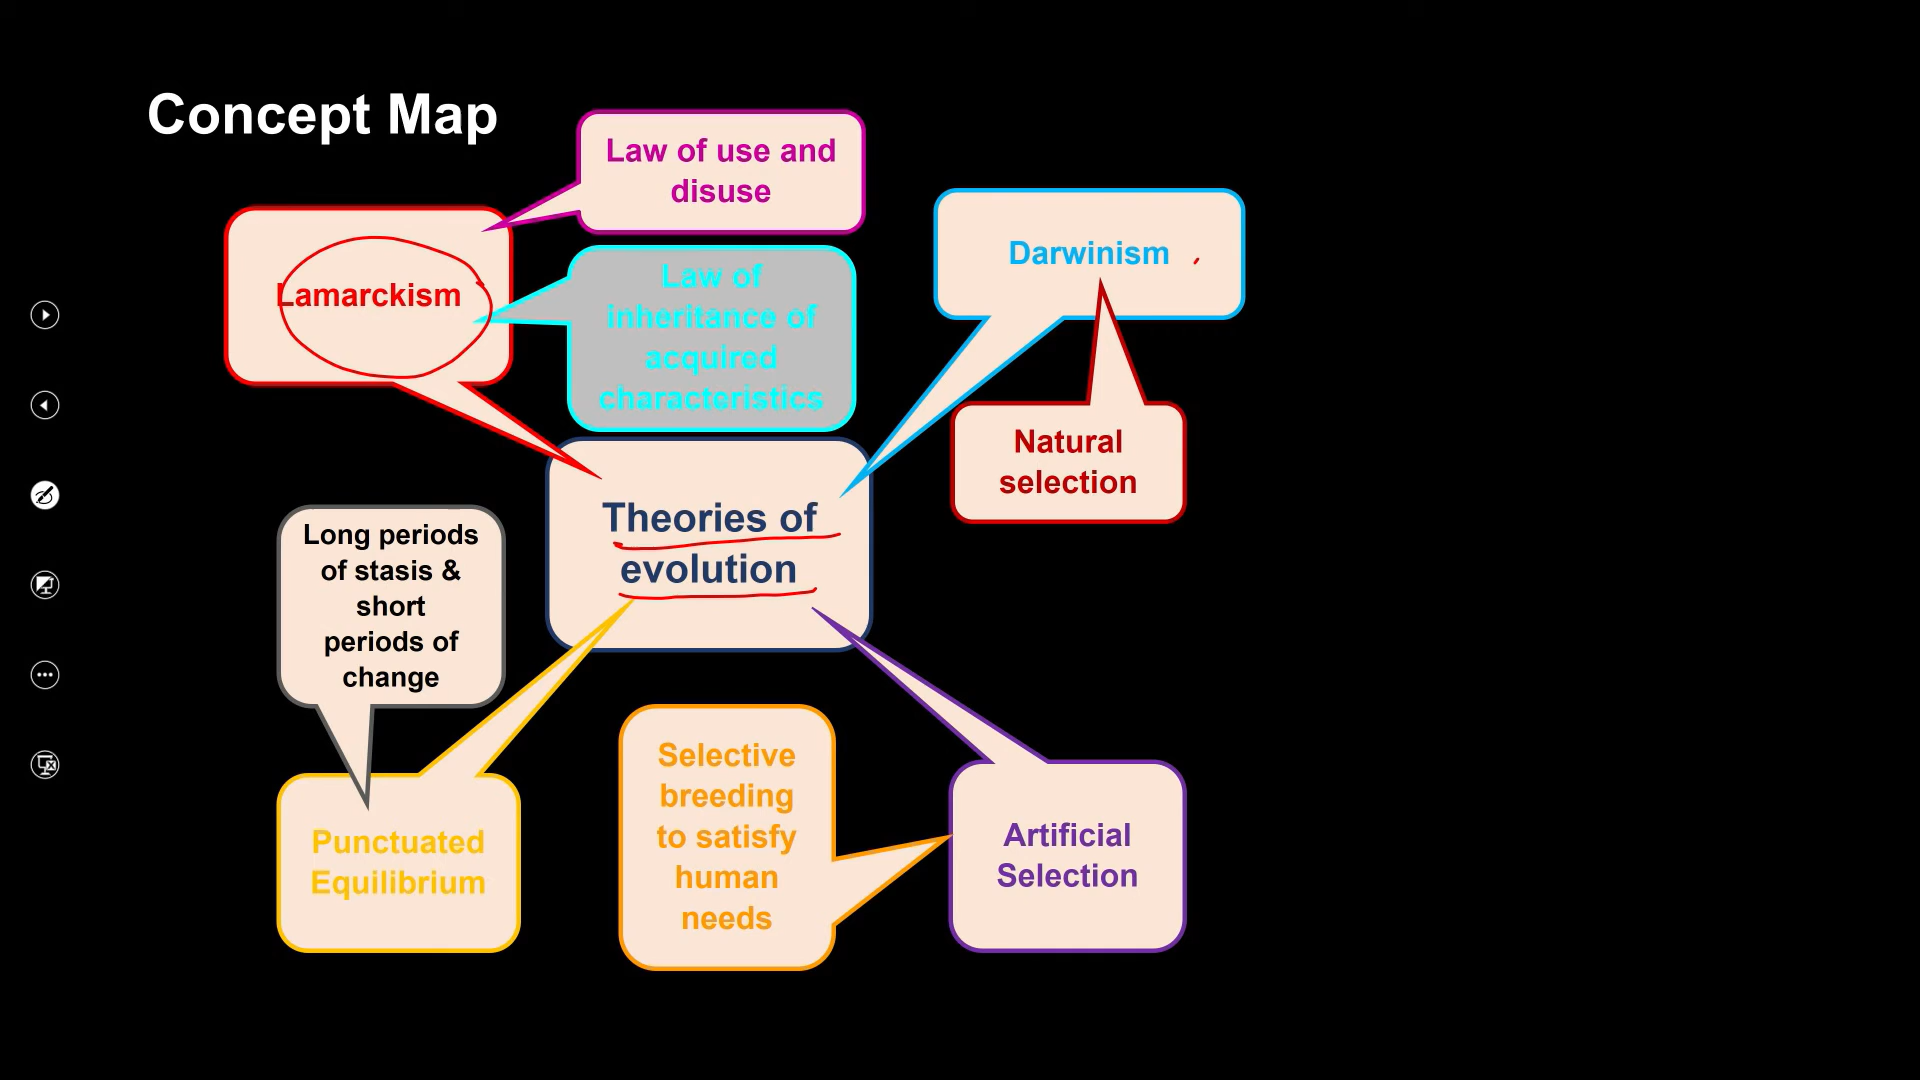 Concept Map
Law of use and
disuse
Lamarckism
Law of
inheritance of
acquired
characteristics
Darwinism
Natural
selection
Theories of
evolution
Long periods
of stasis &
short
periods of
change
Punctuated
Equilibrium
Selective
breeding
to satisfy
human
needs
Artificial
Selection